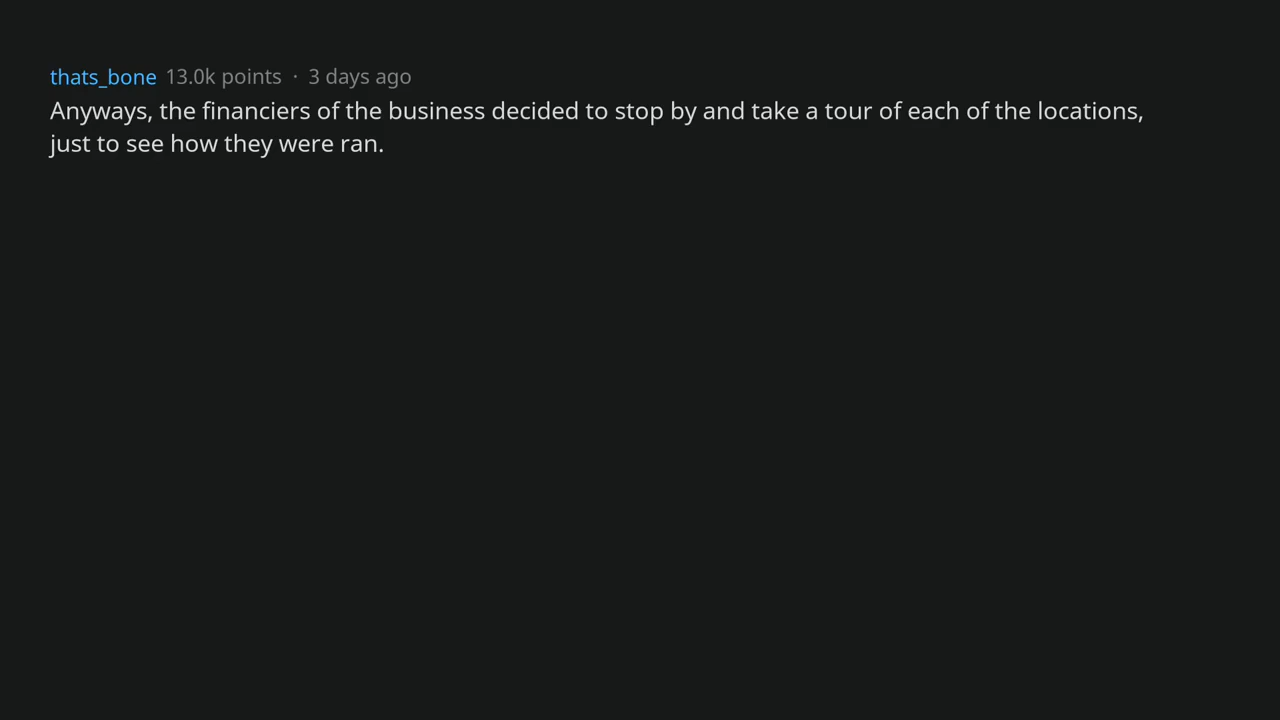 thats_bone 13.0k points · 3 days ago
Anyways, the financiers of the business decided to stop by and take a tour of each of the locations,
just to see how they were ran.